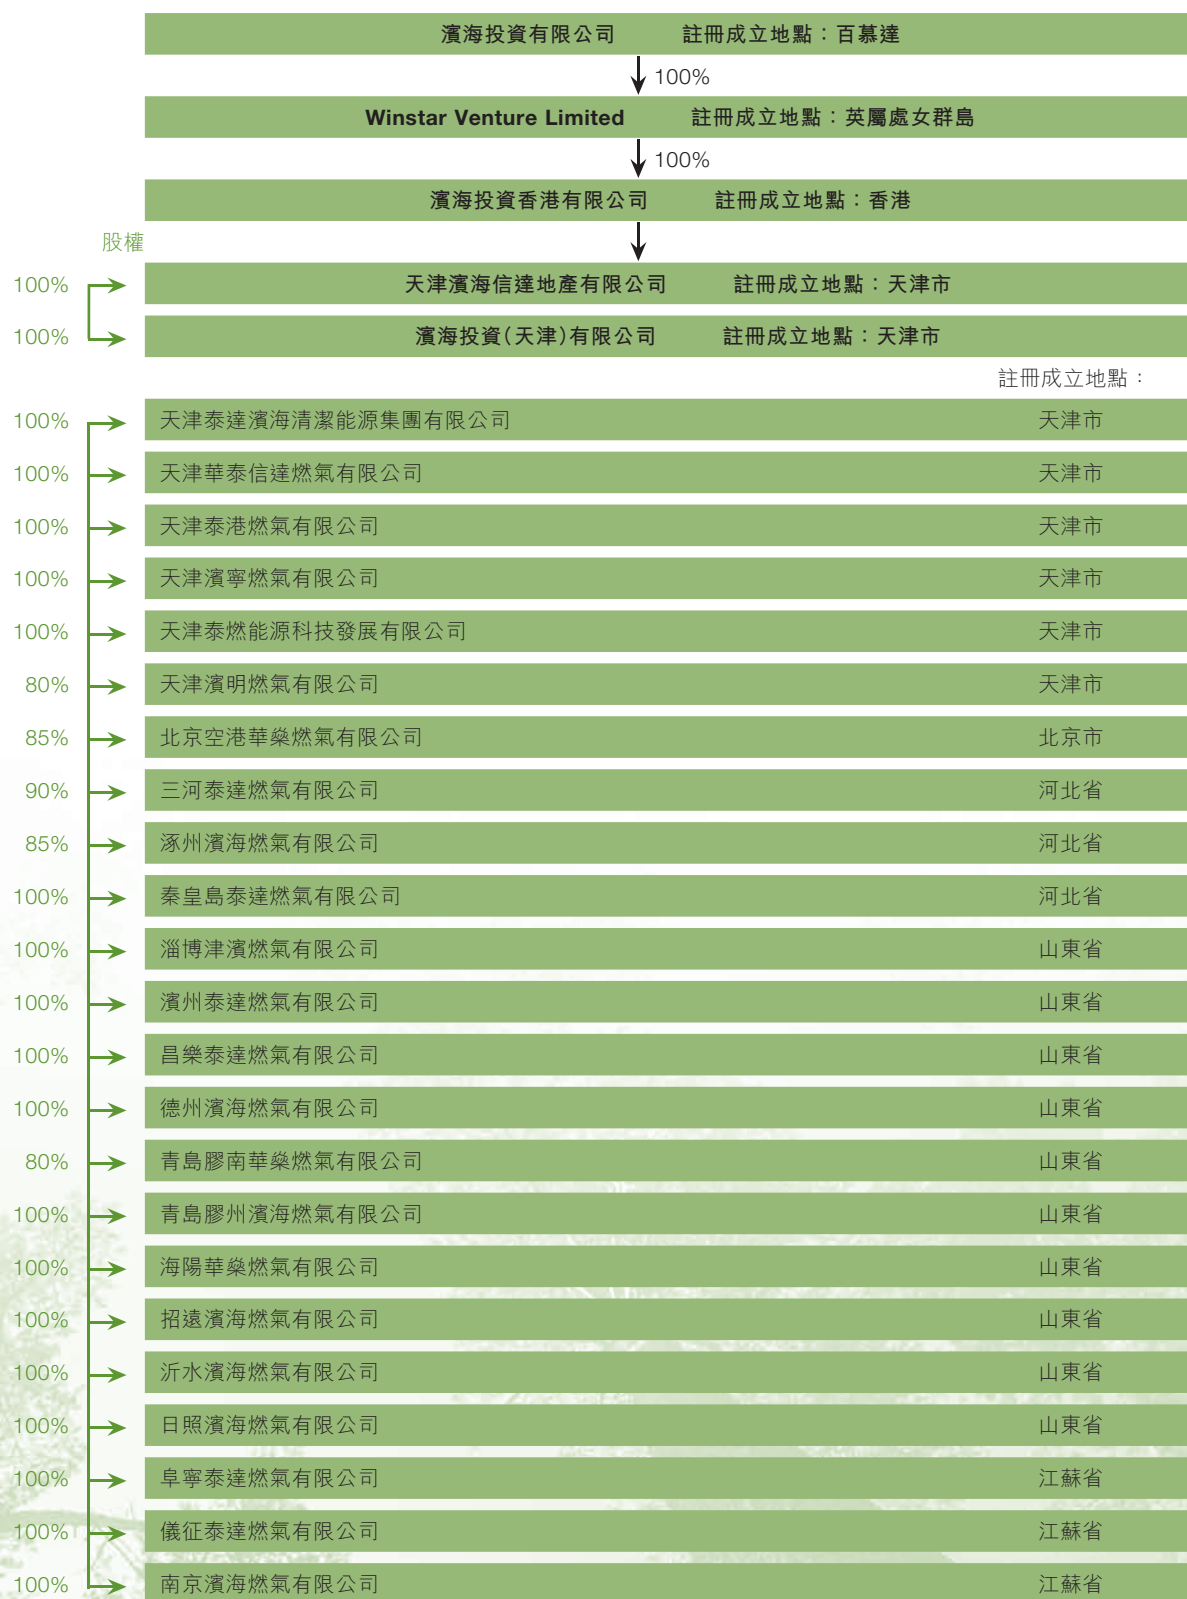 濱海投資有限公司 註冊成立地點：百慕達
100%
Winstar Venture Limited 註冊成立地點：英屬處女群島
100%
濱海投資香港有限公司 註冊成立地點：香港
股權
100% 天津濱海信達地產有限公司 註冊成立地點：天津市
100% 濱海投資(天津)有限公司 註冊成立地點：天津市
註冊成立地點：
100% 天津泰達濱海清潔能源集團有限公司 天津市
100% 天津華泰信達燃氣有限公司 天津市
100% 天津泰港燃氣有限公司 天津市
100% 天津濱寧燃氣有限公司 天津市
100% 天津泰燃能源科技發展有限公司 天津市
80% 天津濱明燃氣有限公司 天津市
85% 北京空港華燊燃氣有限公司 北京市
90% 三河泰達燃氣有限公司 河北省
85% 涿州濱海燃氣有限公司 河北省
100% 秦皇島泰達燃氣有限公司 河北省
100% 淄博津濱燃氣有限公司 山東省
100% 濱州泰達燃氣有限公司 山東省
100% 昌樂泰達燃氣有限公司 山東省
100% 德州濱海燃氣有限公司 山東省
80% 青島膠南華燊燃氣有限公司 山東省
100% 青島膠州濱海燃氣有限公司 山東省
100% 海陽華燊燃氣有限公司 山東省
100% 招遠濱海燃氣有限公司 山東省
100% 沂水濱海燃氣有限公司 山東省
100% 日照濱海燃氣有限公司 山東省
100% 阜寧泰達燃氣有限公司 江蘇省
100% 儀征泰達燃氣有限公司 江蘇省
100% 南京濱海燃氣有限公司 江蘇省